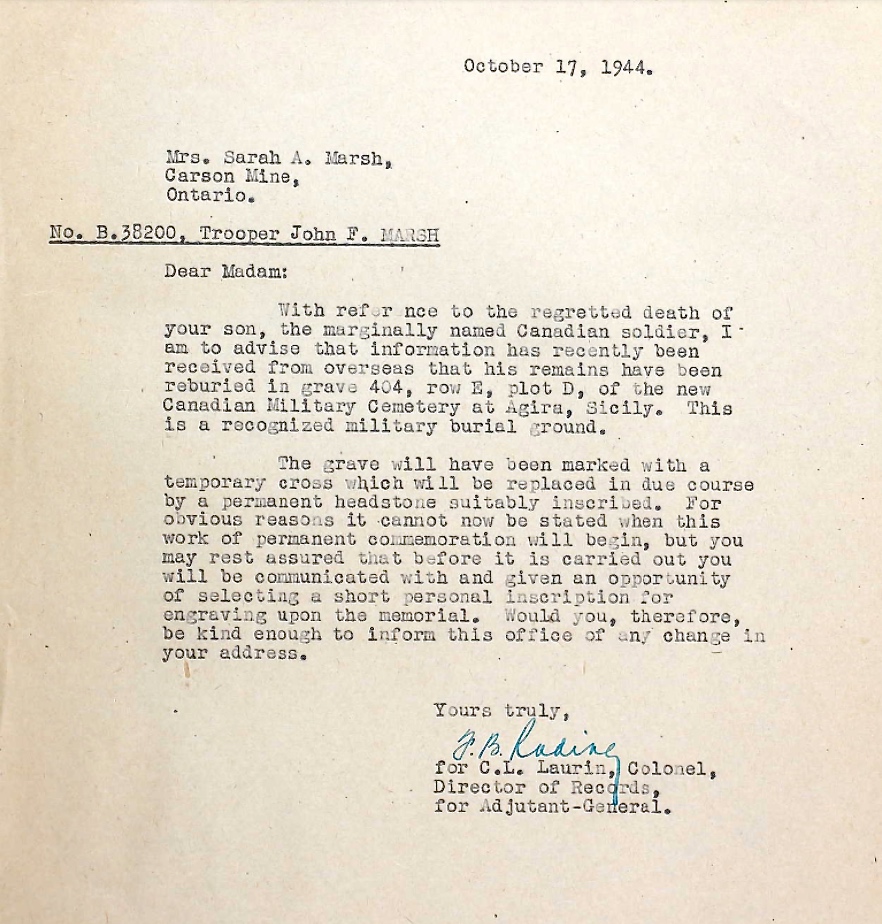 October 17, 1944.
Mrs. Sarah A. Marsh,
Carson Mine,
Ontario.
No. B.38200, Trooper John F. MARSH
Dear Madam:
With refer nce to the regretted death of
your son, the marginally named Canadian soldier, I
am to advise that information has recently been
received from overseas that his remains have been
reburied in grave 404, row E, plot D, of the new
Canadian Military Cemetery at Agira, Sicily. This
is a recognized military burial ground.
The grave will have been marked with a
temporary cross which will be replaced in due course
by a permanent headstone suitably inscribed. For
obvious reasons it cannot now be stated when this
work of permanent commemoration will begin, but you
may rest assured that before it is carried out you
will be communicated with and given an opportunity
of selecting a short personal inscription for
engraving upon the memorial. Would you, therefore,
be kind enough to inform this office of any change in
your address.
Yours truly,
for C.L. Laurin, Colonel,
Director of Records,
for Adjutant-General.